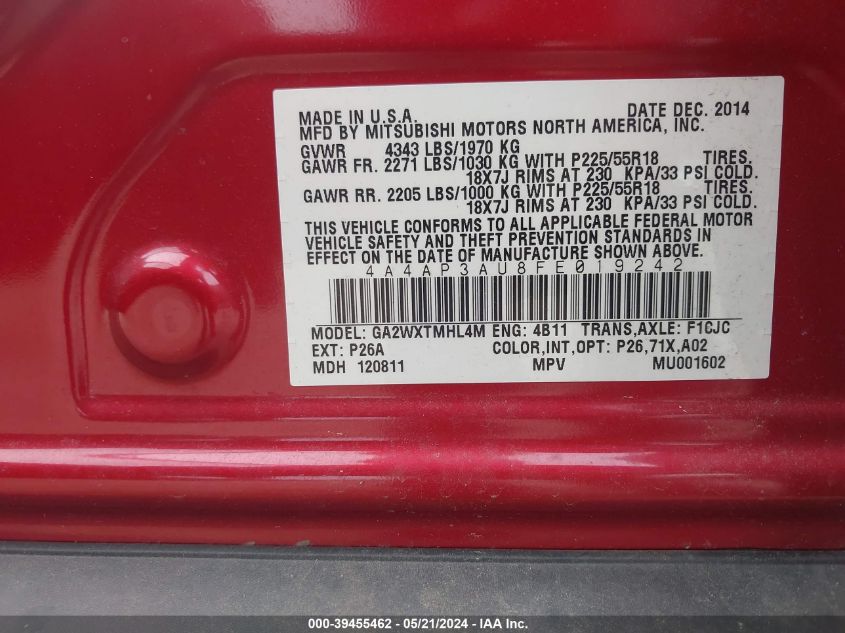 MADE IN U.S.A. DATE DEC. 2014
MFD BY MITSUBISHI MOTORS NORTH AMERICA, INC.
GVWR 4343 LBS/1970 KG
GAWR FR. 2271 LBS/1030 KG WITH P225/55R18 TIRES,
18X7J RIMS AT 230 KPA/33 PSI COLD.
GAWR RR. 2205 LBS/1000 KG WITH P225/55R18 TIRES,
18X7J RIMS AT 230 KPA/33 PSI COLD.
THIS VEHICLE CONFORMS TO ALL APPLICABLE FEDERAL MOTOR
VEHICLE SAFETY AND THEFT PREVENTION STANDARDS IN
EFFECT ON THE DATE OF MANUFACTURE SHOWN ABOVE.
4A4AP3AU8FE019242
MODEL: GA2WXTMHL4M ENG: 4B11 TRANS,AXLE: F1CJC
EXT: P26A COLOR,INT,OPT: P26,71X,A02
MDH 120811 MPV MU001602
000-39455462 - 05/21/2024 - IAAI.COM, INC.